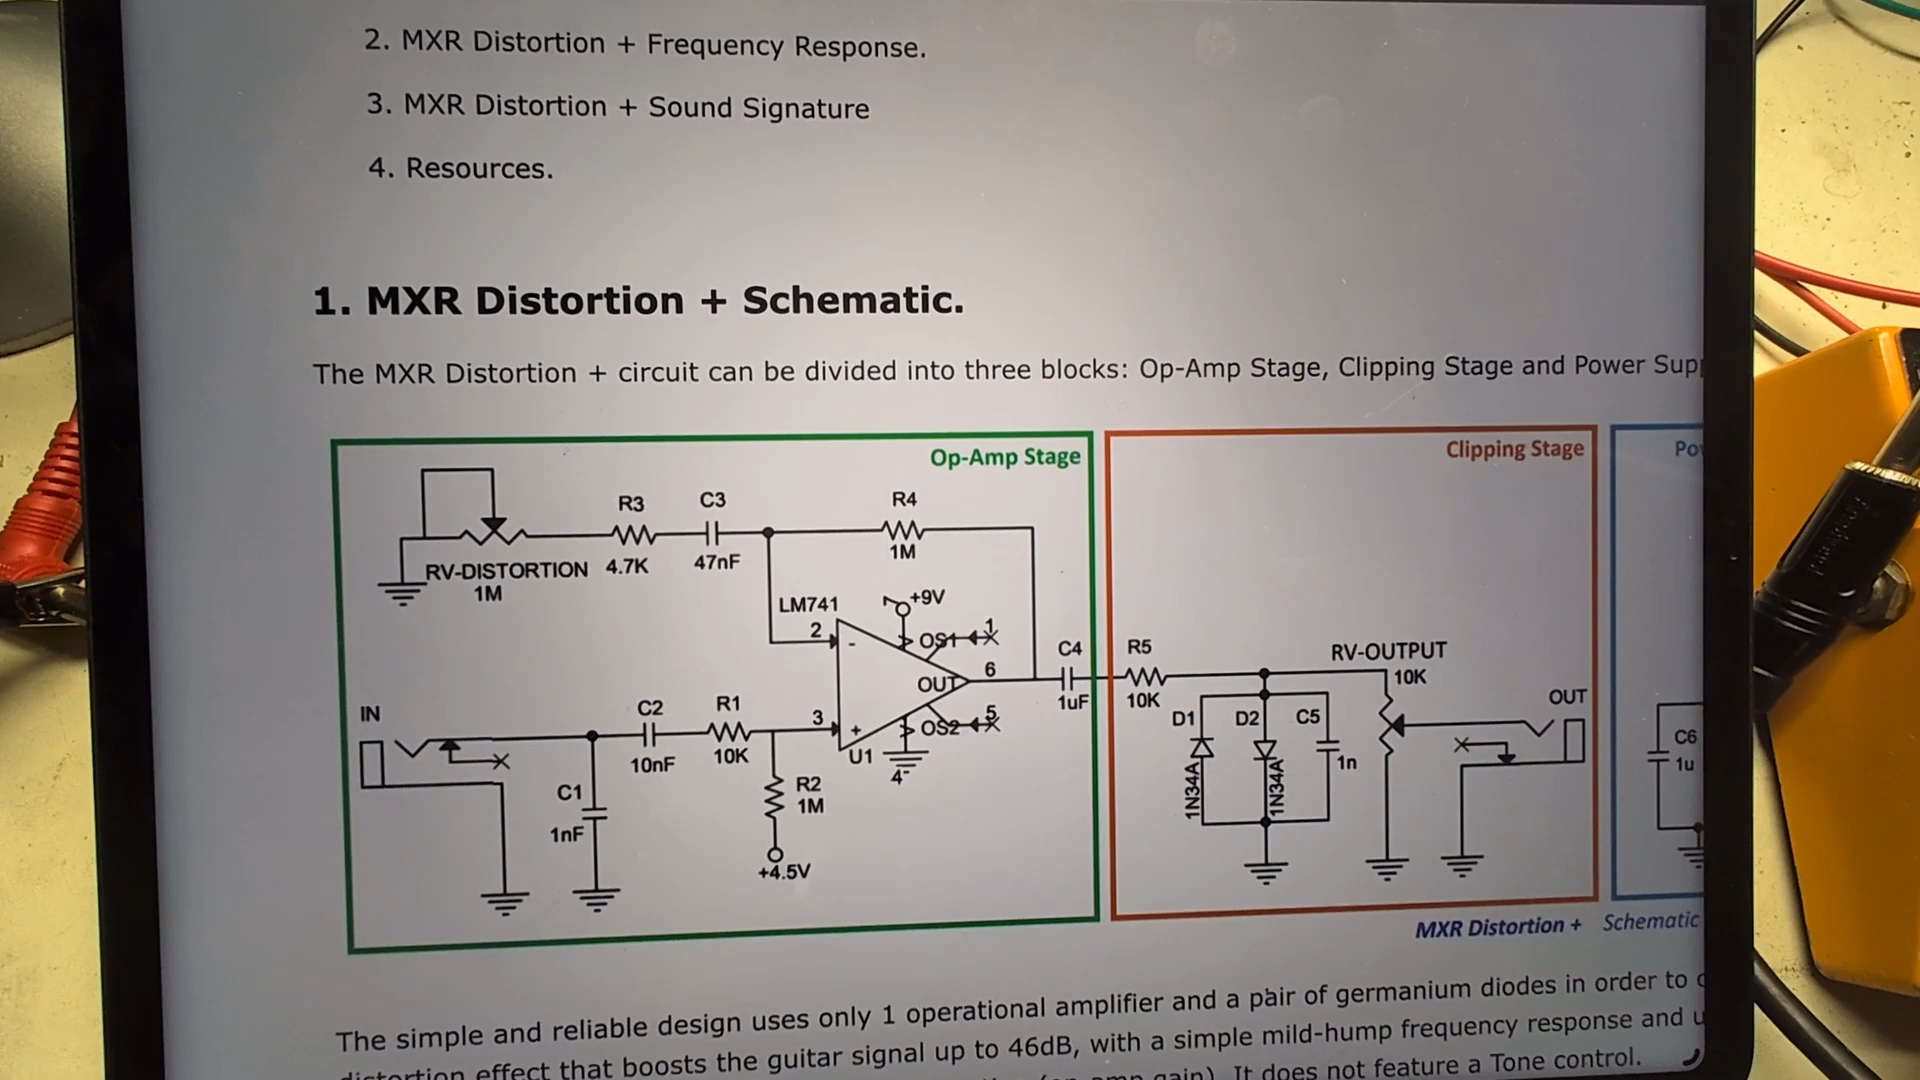 2. MXR Distortion + Frequency Response.
3. MXR Distortion + Sound Signature
4. Resources.
1. MXR Distortion + Schematic.
The MXR Distortion + circuit can be divided into three blocks: Op-Amp Stage, Clipping Stage and Power
Op-Amp Stage
Clipping Stage
R3
C3
R4
RV-DISTORTION
1M
4.7K
47nF
1M
LM741
+9V
2
-
OS1
1
OUT
6
C4
R5
RV-OUTPUT
10K
IN
C2
R1
3
+
OS2
5
1uF
10K
D1
D2
C5
OUT
10nF
10K
U1
4
1N34A
1N34A
1n
C6
1u
C1
R2
1M
1nF
+4.5V
MXR Distortion + Schematic
The simple and reliable design uses only 1 operational amplifier and a pair of germanium diodes in order to
distortion effect that boosts the guitar signal up to 46dB, with a simple mild-hump frequency response and
gain). It does not feature a Tone control.